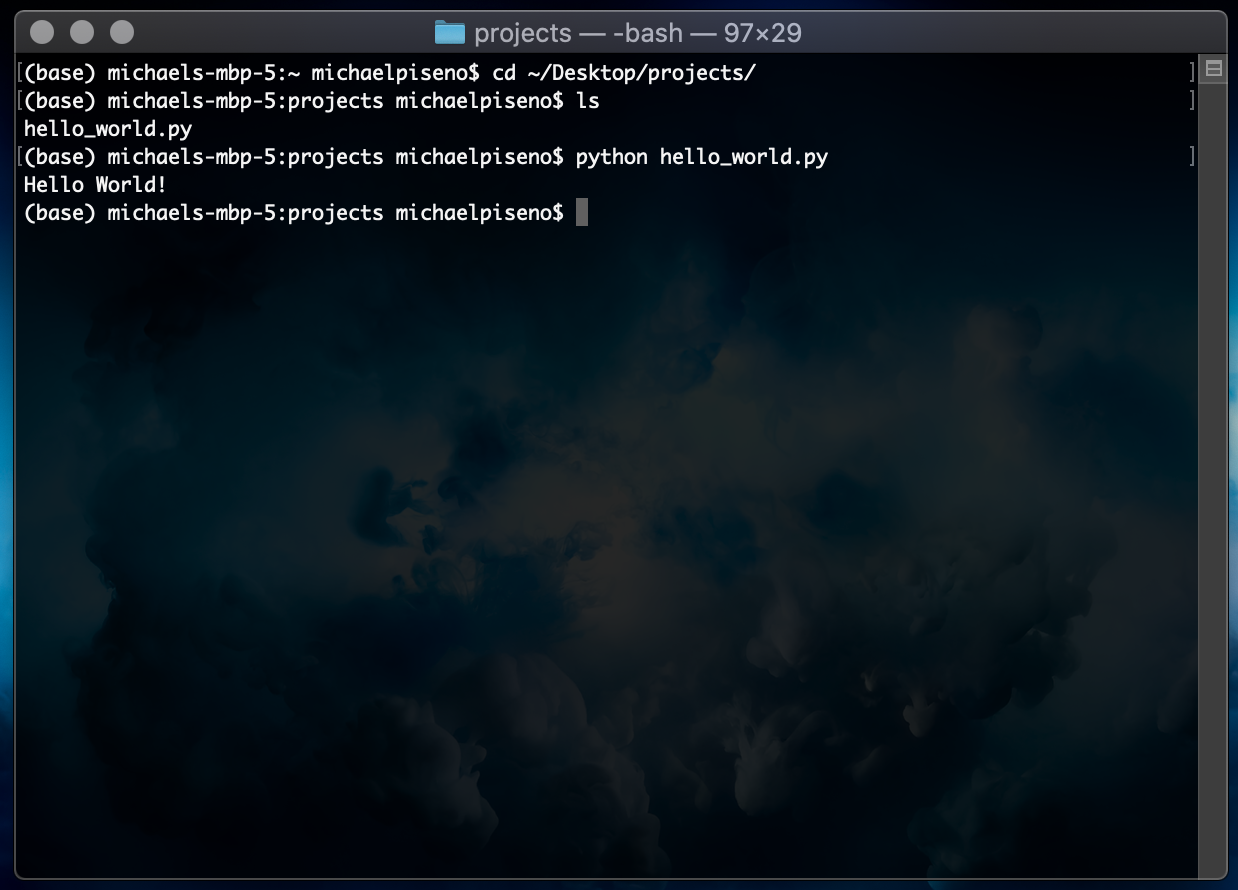 projects — -bash — 97×29
[(base) michaels-mbp-5:~ michaelpiseno$ cd ~/Desktop/projects/ ]
[(base) michaels-mbp-5:projects michaelpiseno$ ls ]
hello_world.py
[(base) michaels-mbp-5:projects michaelpiseno$ python hello_world.py ]
Hello World!
(base) michaels-mbp-5:projects michaelpiseno$